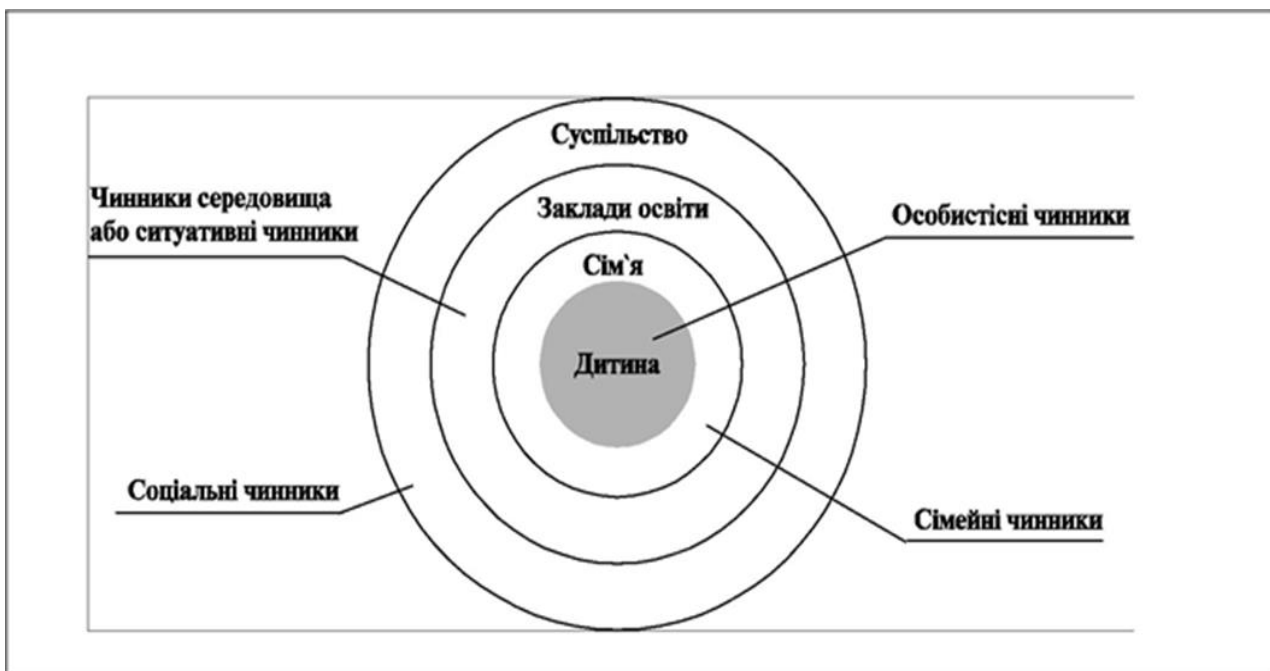 Суспільство
Чинники середовища
або ситуативні чинники
Заклади освіти
Особистісні чинники
Сім`я
Дитина
Соціальні чинники
Сімейні чинники